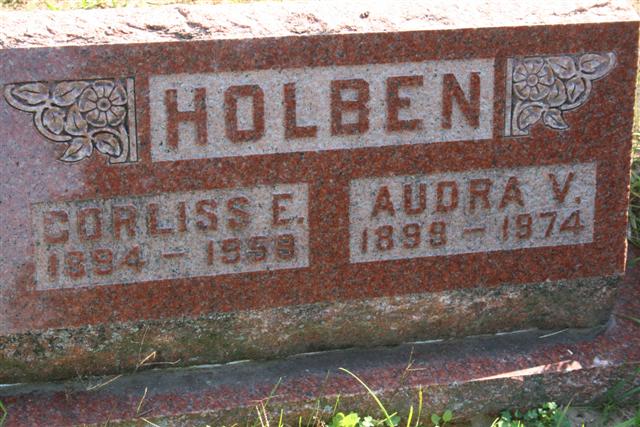 HOLBEN
CORLISS E.
1894 - 1958
AUDRA V.
1899 - 1974